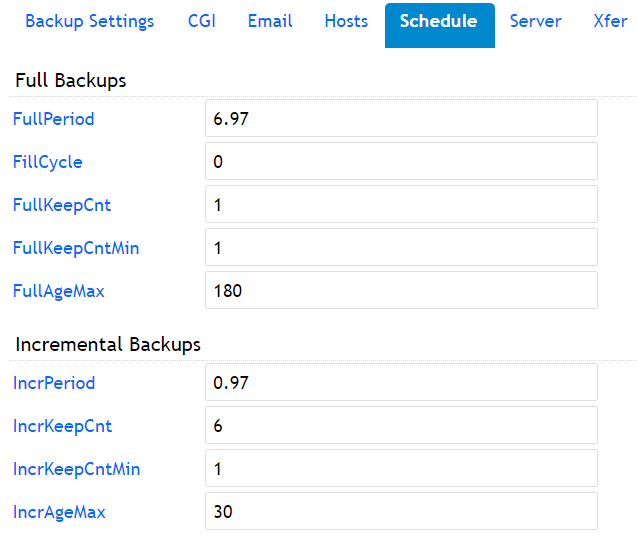 Backup Settings CGI Email Hosts Schedule Server Xfer
Full Backups
FullPeriod 6.97
FillCycle 0
FullKeepCnt 1
FullKeepCntMin 1
FullAgeMax 180
Incremental Backups
IncrPeriod 0.97
IncrKeepCnt 6
IncrKeepCntMin 1
IncrAgeMax 30